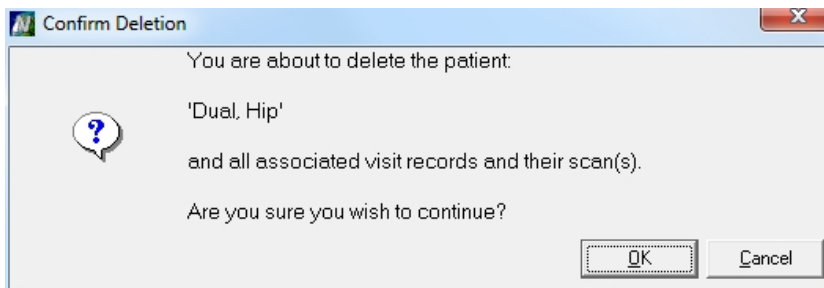 Confirm Deletion
You are about to delete the patient:
'Dual, Hip'
and all associated visit records and their scan(s).
Are you sure you wish to continue?
OK Cancel